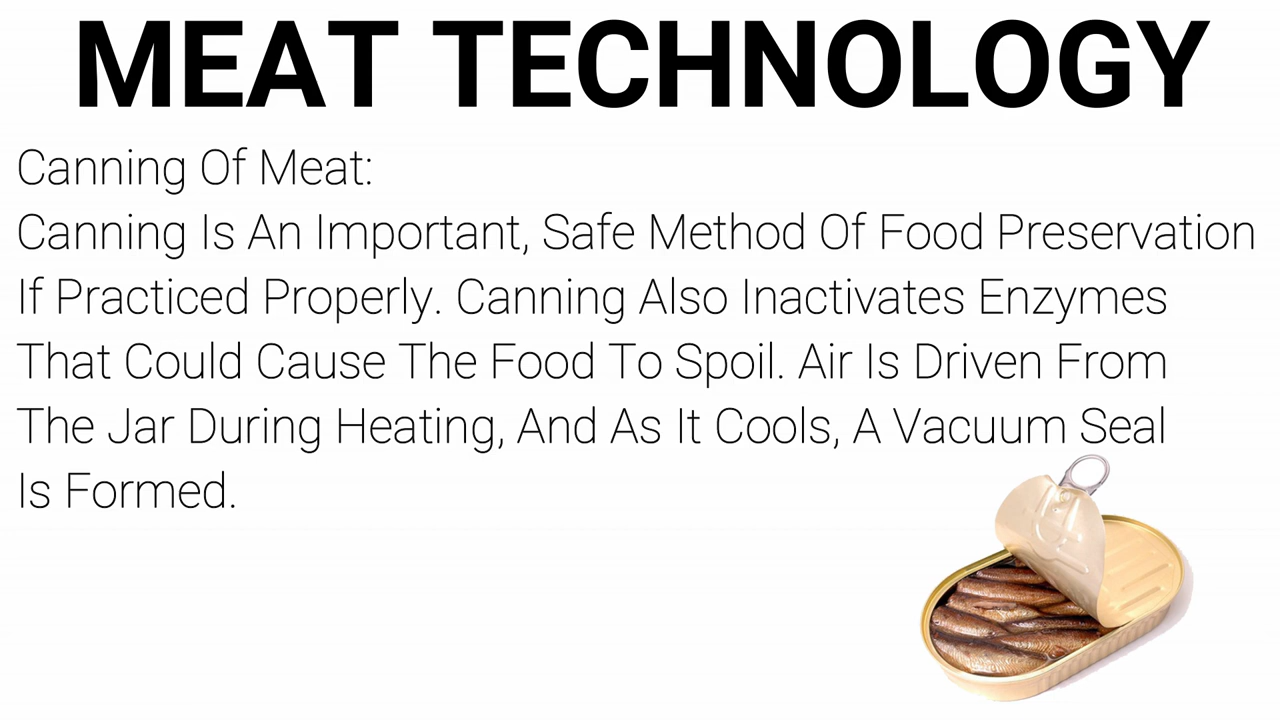 MEAT TECHNOLOGY
Canning Of Meat:
Canning Is An Important, Safe Method Of Food Preservation
If Practiced Properly. Canning Also Inactivates Enzymes
That Could Cause The Food To Spoil. Air Is Driven From
The Jar During Heating, And As It Cools, A Vacuum Seal
Is Formed.